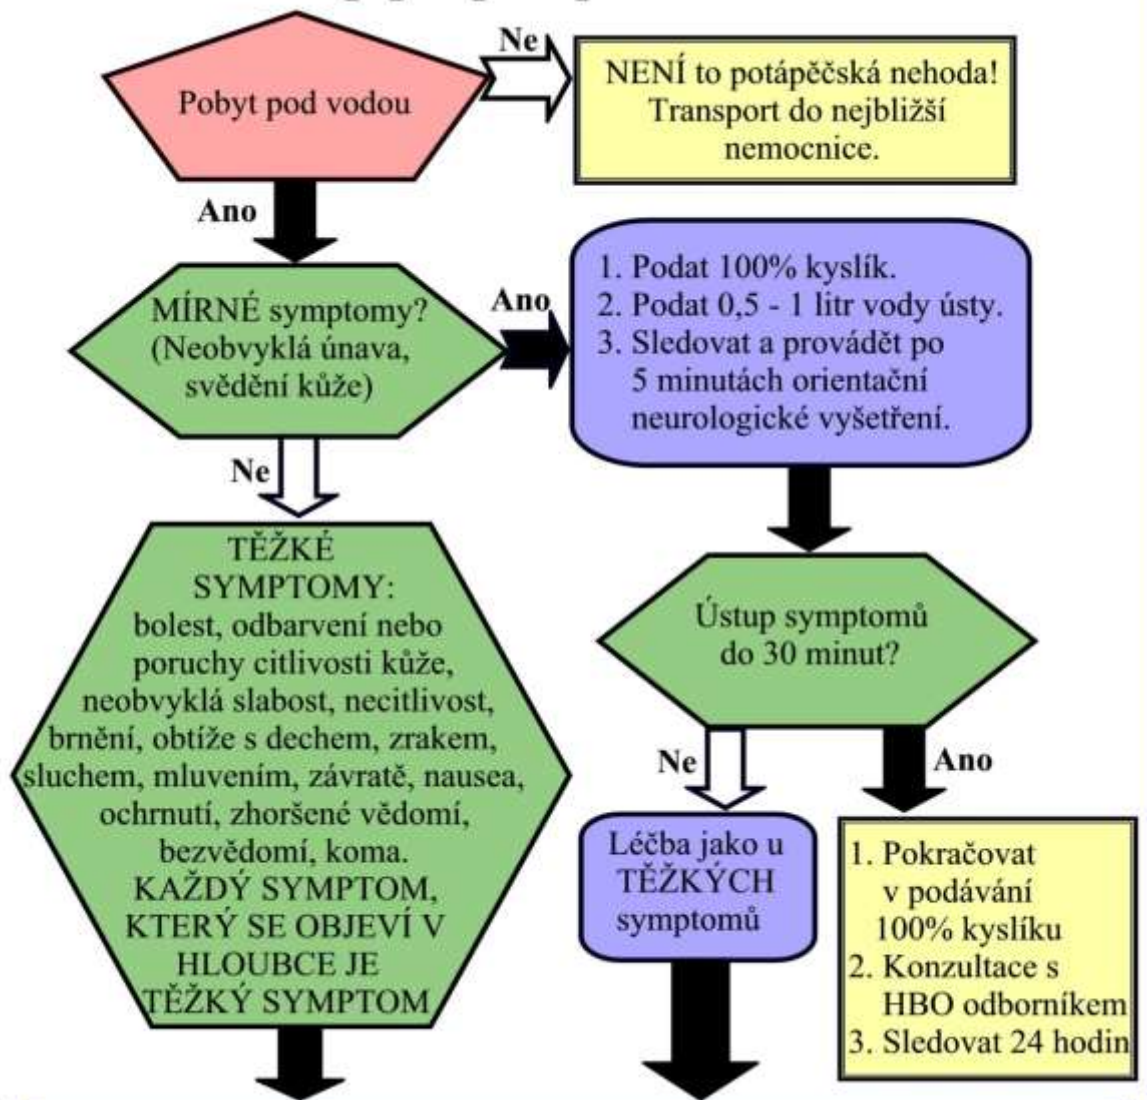 Ne
Pobyt pod vodou
NENÍ to potápěčská nehoda!
Transport do nejbližší
nemocnice.
Ano
MÍRNÉ symptomy?
(Neobvyklá únava,
svědění kůže)
Ano
1. Podat 100% kyslík.
2. Podat 0,5 - 1 litr vody ústy.
3. Sledovat a provádět po
5 minutách orientační
neurologické vyšetření.
Ne
TĚŽKÉ
SYMPTOMY:
bolest, odbarvení nebo
poruchy citlivosti kůže,
neobvyklá slabost, necitlivost,
brnění, obtíže s dechem, zrakem,
sluchem, mluvením, závratě, nausea,
ochrnutí, zhoršené vědomí,
bezvědomí, koma.
KAŽDÝ SYMPTOM,
KTERÝ SE OBJEVÍ V
HLOUBCE JE
TĚŽKÝ SYMPTOM
Ústup symptomů
do 30 minut?
Ne
Ano
Léčba jako u
TĚŽKÝCH
symptomů
1. Pokračovat
v podávání
100% kyslíku
2. Konzultace s
HBO odborníkem
3. Sledovat 24 hodin